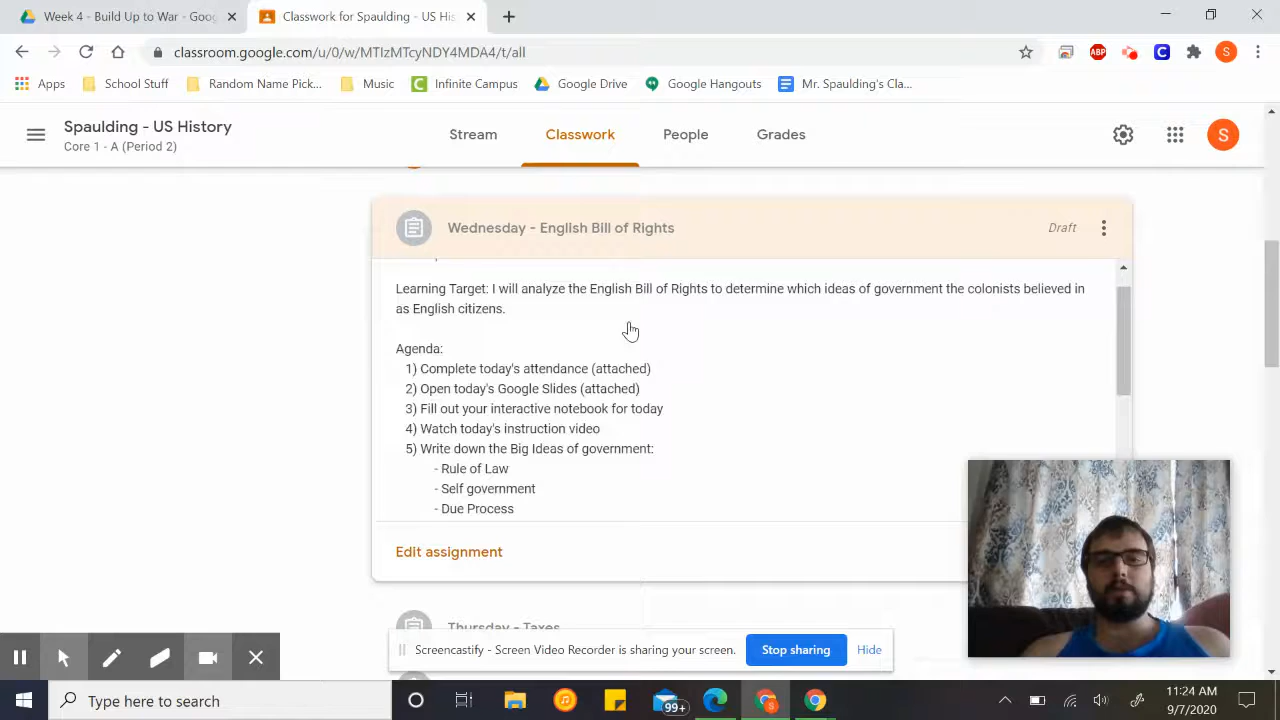 Week 4 - Build Up to War - Goog
Classwork for Spaulding - US His
classroom.google.com/u/0/w/MTIzMTcyNDY4MDA4/t/all
ABP
C
S
Apps
School Stuff
Random Name PicK...
Music
Infinite Campus
Google Drive
Google Hangouts
Mr. Spaulding's Cla...
Spaulding - US History
Core 1 - A (Period 2)
Stream
Classwork
People
Grades
S
Wednesday - English Bill of Rights
Draft
Learning Target: I will analyze the English Bill of Rights to determine which ideas of government the colonists believed in
as English citizens.
Agenda:
1) Complete today's attendance (attached)
2) Open today's Google Slides (attached)
3) Fill out your interactive notebook for today
4) Watch today's instruction video
5) Write down the Big Ideas of government:
- Rule of Law
- Self government
- Due Process
Edit assignment
Thursday - Taxes
Screencastify - Screen Video Recorder is sharing your screen.
Stop sharing
Hide
Type here to search
99+
11:24 AM
9/7/2020